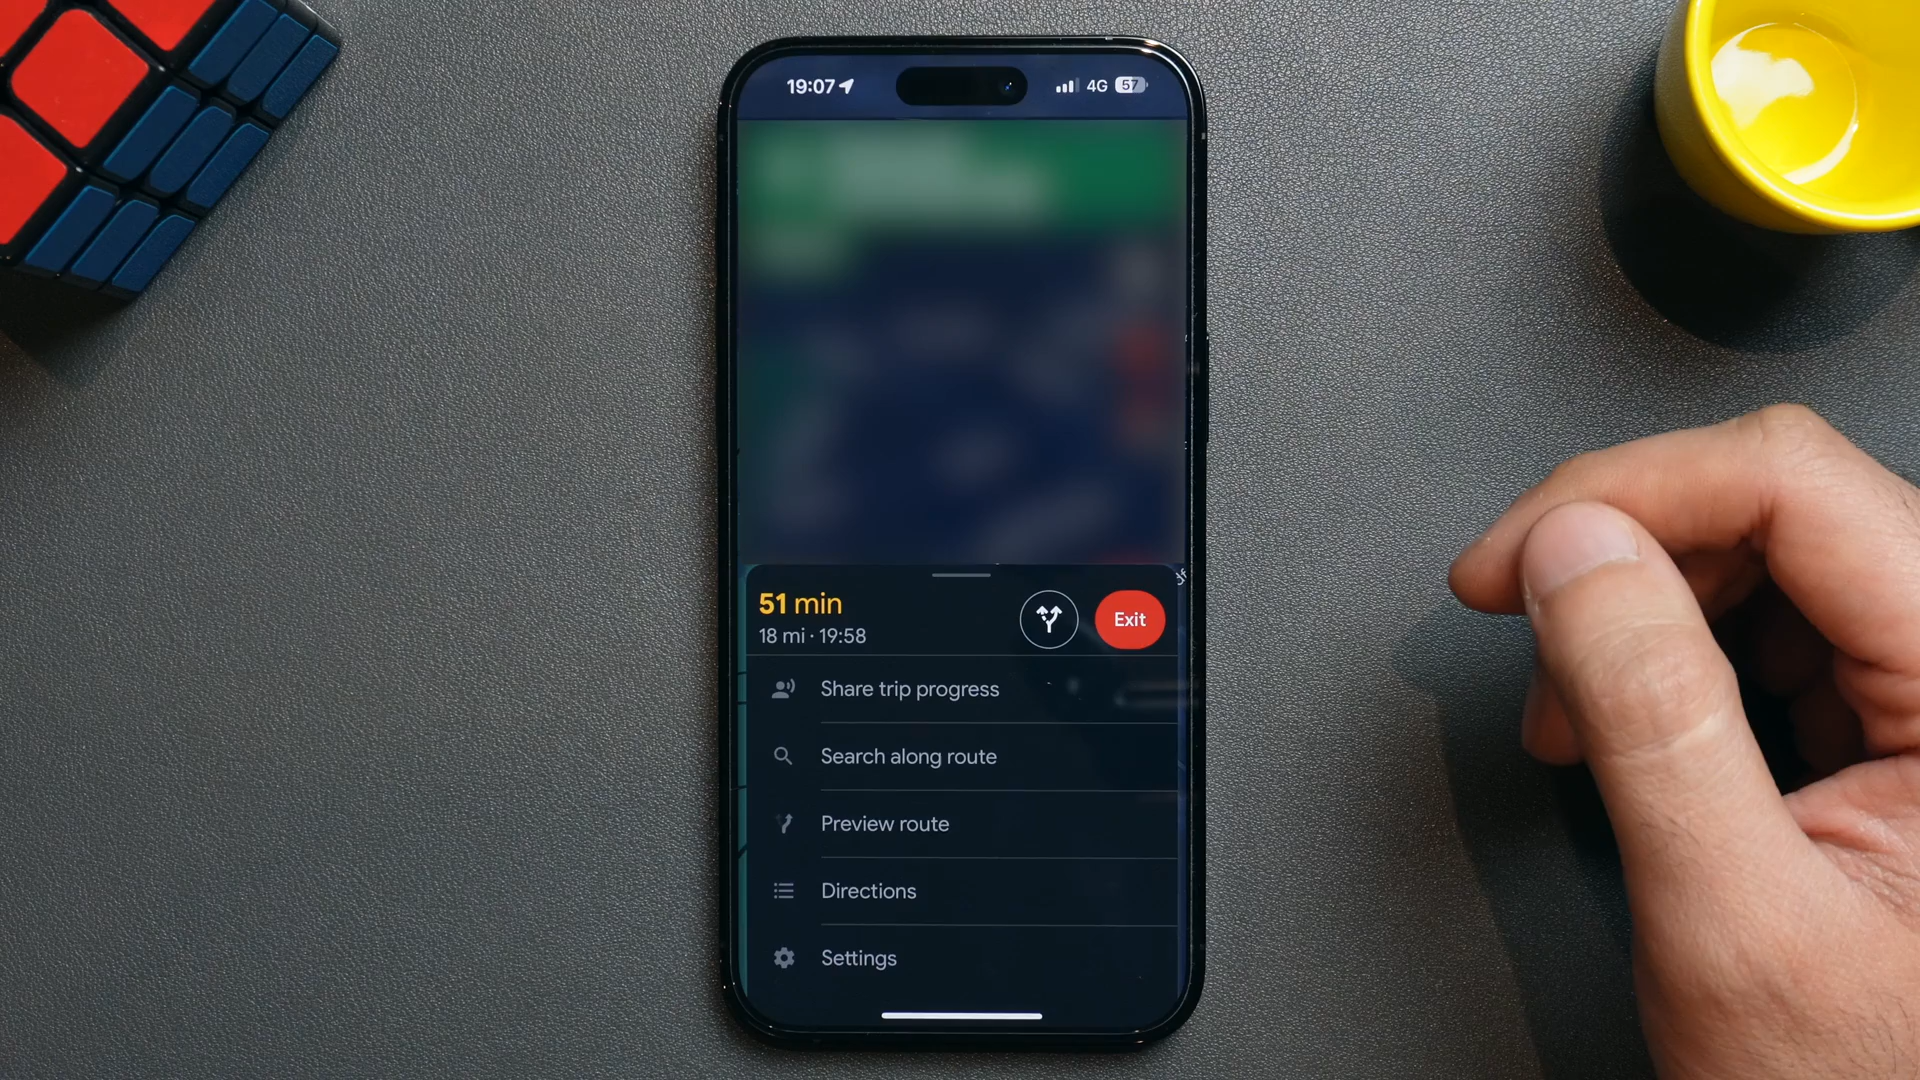 19:07
4G 57
51 min
18 mi · 19:58
Exit
Share trip progress
Search along route
Preview route
Directions
Settings